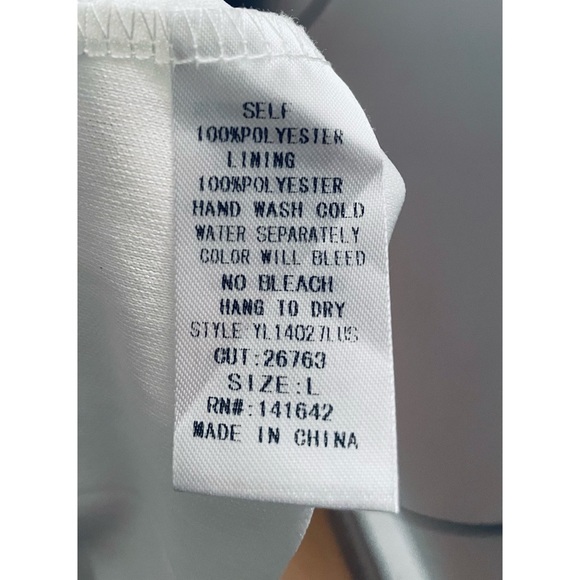 SELF
100%POLYESTER
LINING
100%POLYESTER
HAND WASH COLD
WATER SEPARATELY
COLOR WILL BLEED
NO BLEACH
HANG TO DRY
STYLE YL14027LUS
CUT:26763
SIZE:L
RN#:141642
MADE IN CHINA